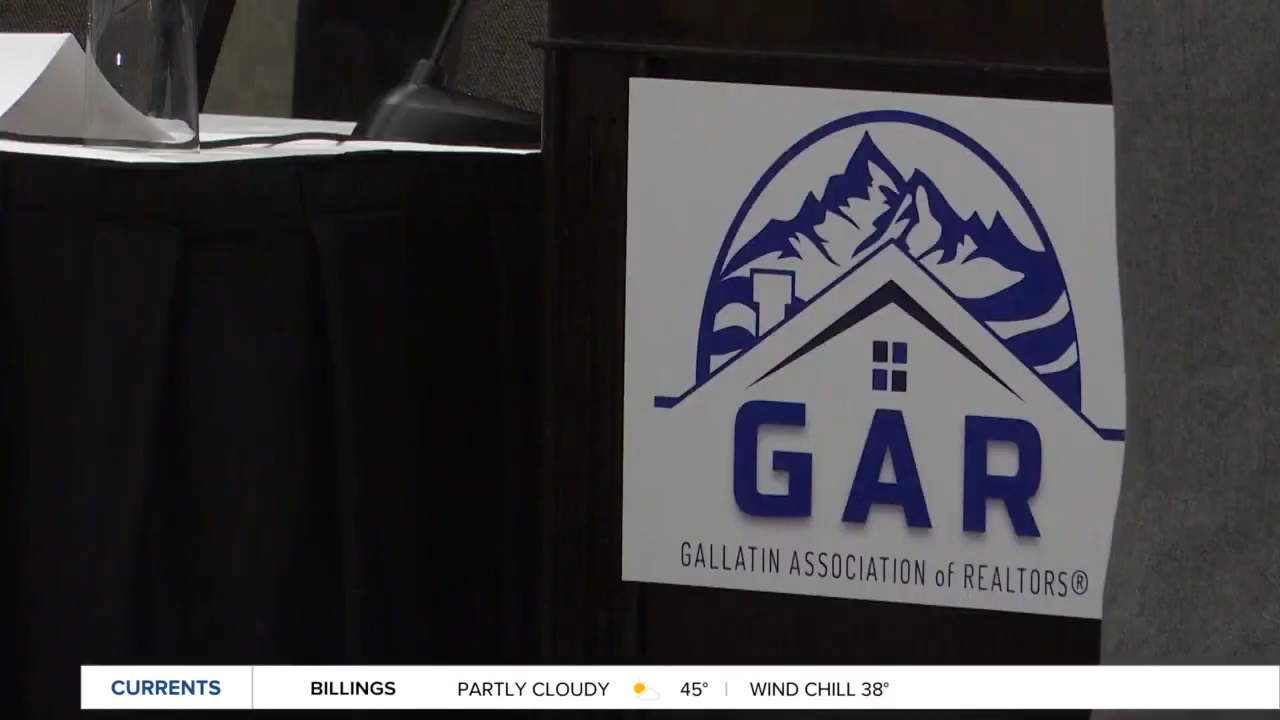 GAR
GALLATIN ASSOCIATION of REALTORS®
CURRENTS BILLINGS PARTLY CLOUDY 45° WIND CHILL 38°